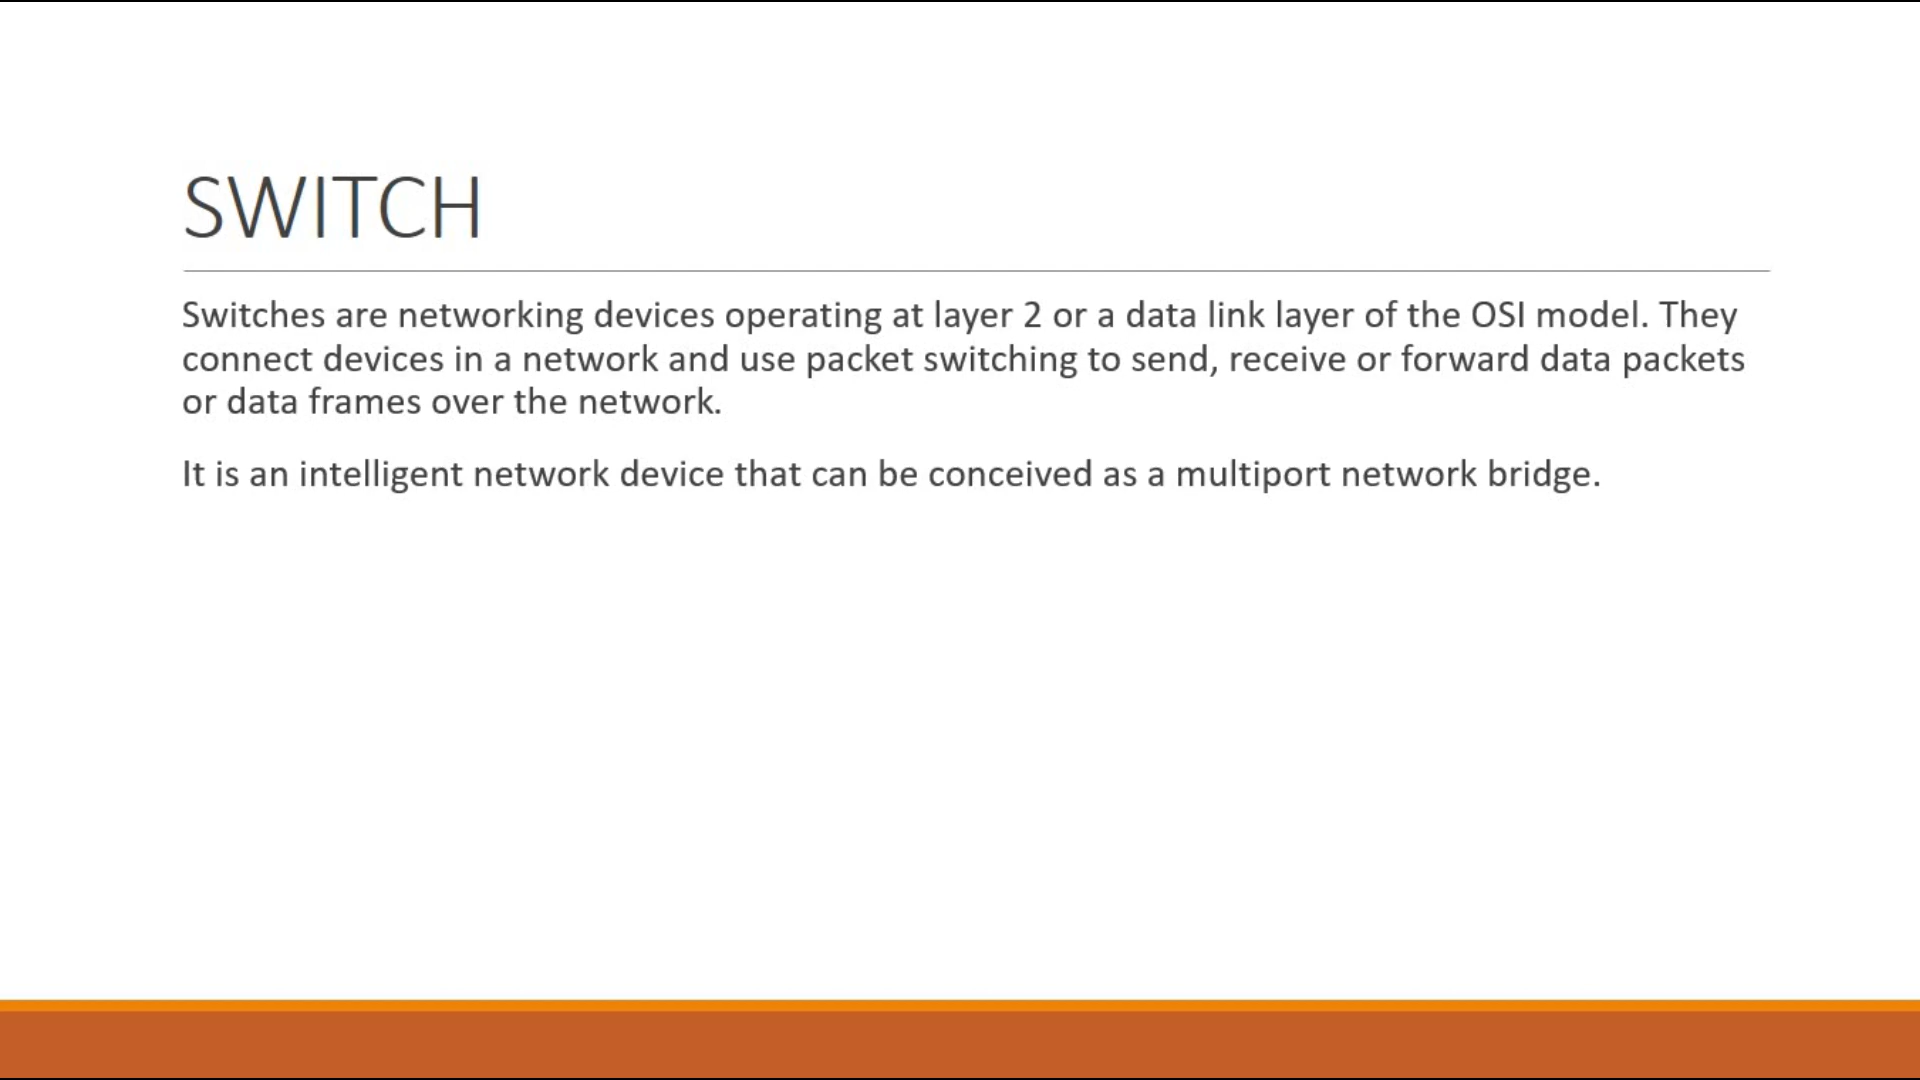 SWITCH
Switches are networking devices operating at layer 2 or a data link layer of the OSI model. They
connect devices in a network and use packet switching to send, receive or forward data packets
or data frames over the network.
It is an intelligent network device that can be conceived as a multiport network bridge.